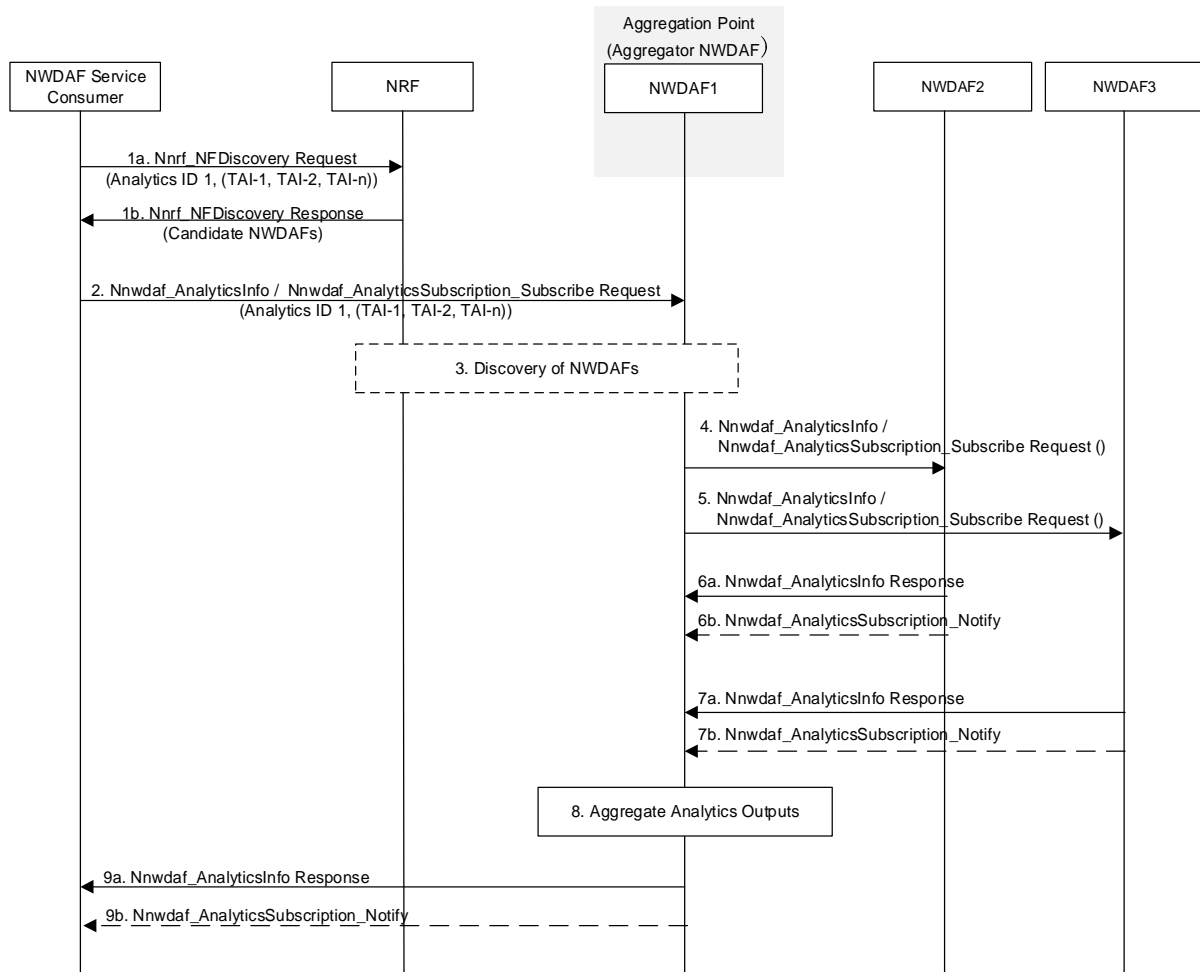 Aggregation Point
(Aggregator NWDAF)
NWDAF Service
Consumer
NRF
NWDAF1
NWDAF2
NWDAF3
1a. Nnrf_NFDiscovery Request
(Analytics ID 1, (TAI-1, TAI-2, TAI-n))
1b. Nnrf_NFDiscovery Response
(Candidate NWDAFs)
2. Nnwdaf_AnalyticsInfo / Nnwdaf_AnalyticsSubscription_Subscribe Request
(Analytics ID 1, (TAI-1, TAI-2, TAI-n))
3. Discovery of NWDAFs
4. Nnwdaf_AnalyticsInfo /
Nnwdaf_AnalyticsSubscription_Subscribe Request ()
5. Nnwdaf_AnalyticsInfo /
Nnwdaf_AnalyticsSubscription_Subscribe Request ()
6a. Nnwdaf_AnalyticsInfo Response
6b. Nnwdaf_AnalyticsSubscription_Notify
7a. Nnwdaf_AnalyticsInfo Response
7b. Nnwdaf_AnalyticsSubscription_Notify
8. Aggregate Analytics Outputs
9a. Nnwdaf_AnalyticsInfo Response
9b. Nnwdaf_AnalyticsSubscription_Notify